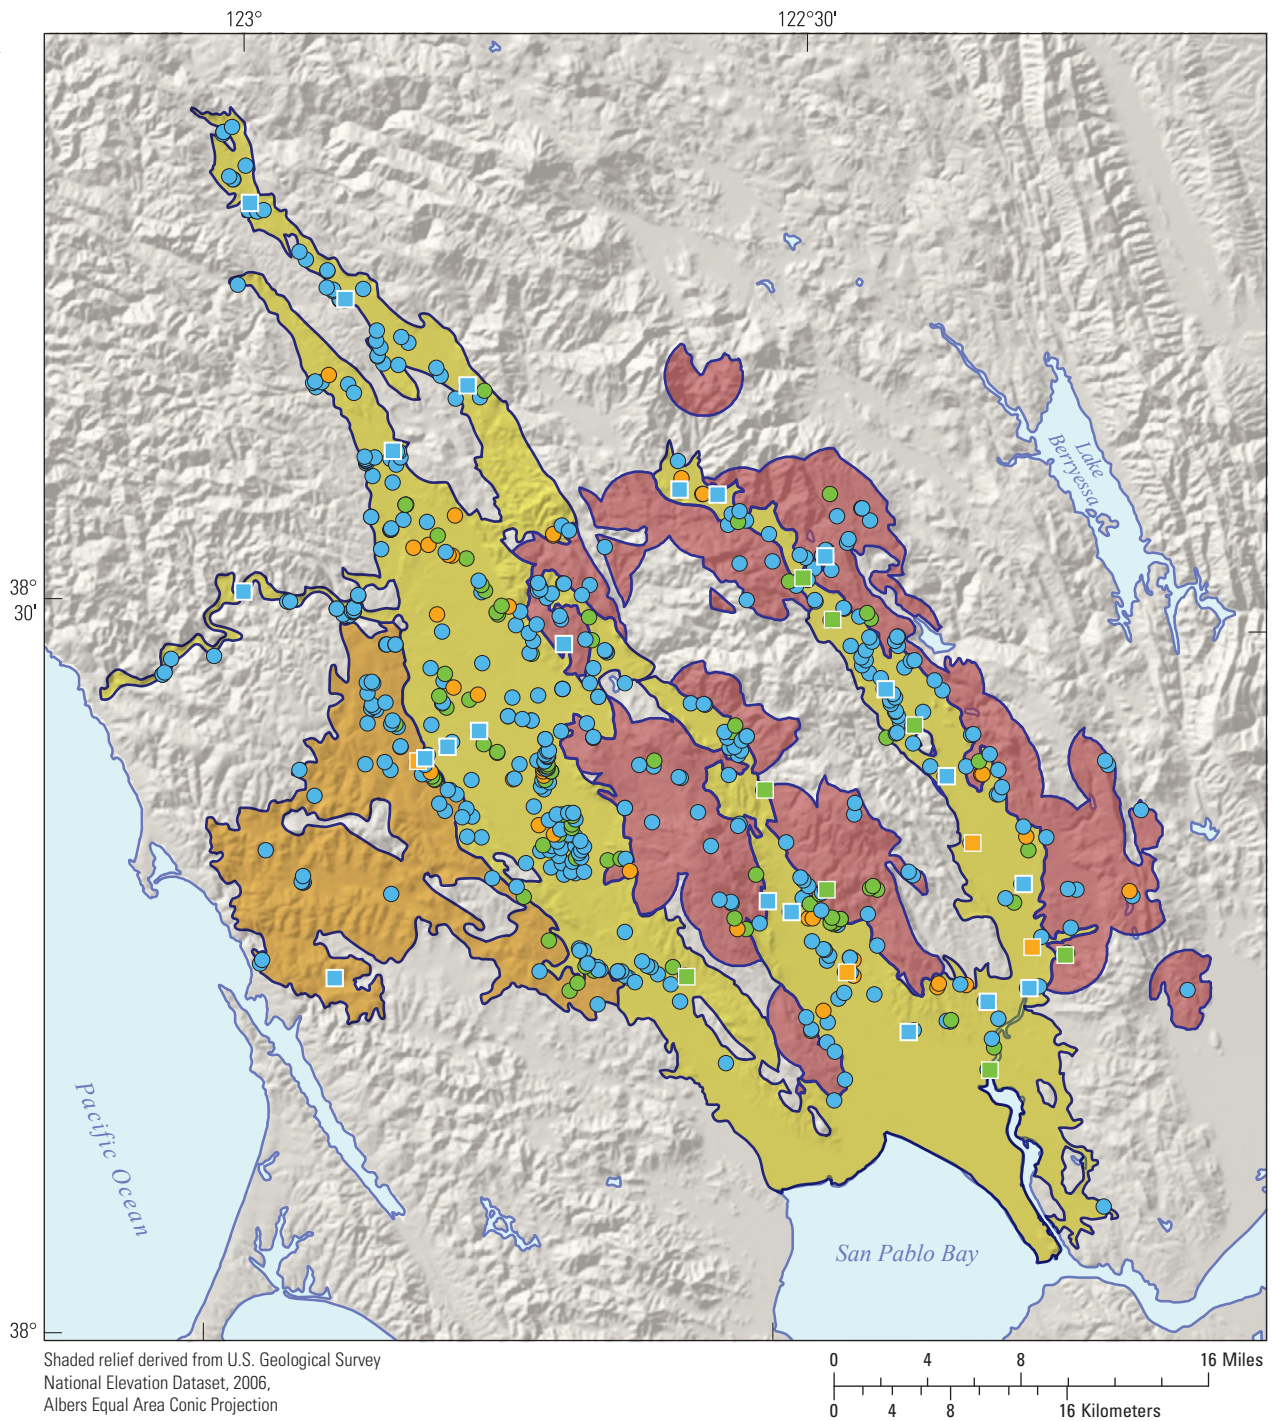 123°
122°30'
Lake
Berryessa
38°
30'
Pacific Ocean
San Pablo Bay
38°
Shaded relief derived from U.S. Geological Survey
National Elevation Dataset, 2006,
Albers Equal Area Conic Projection
0 4 8 16 Miles
0 4 8 16 Kilometers